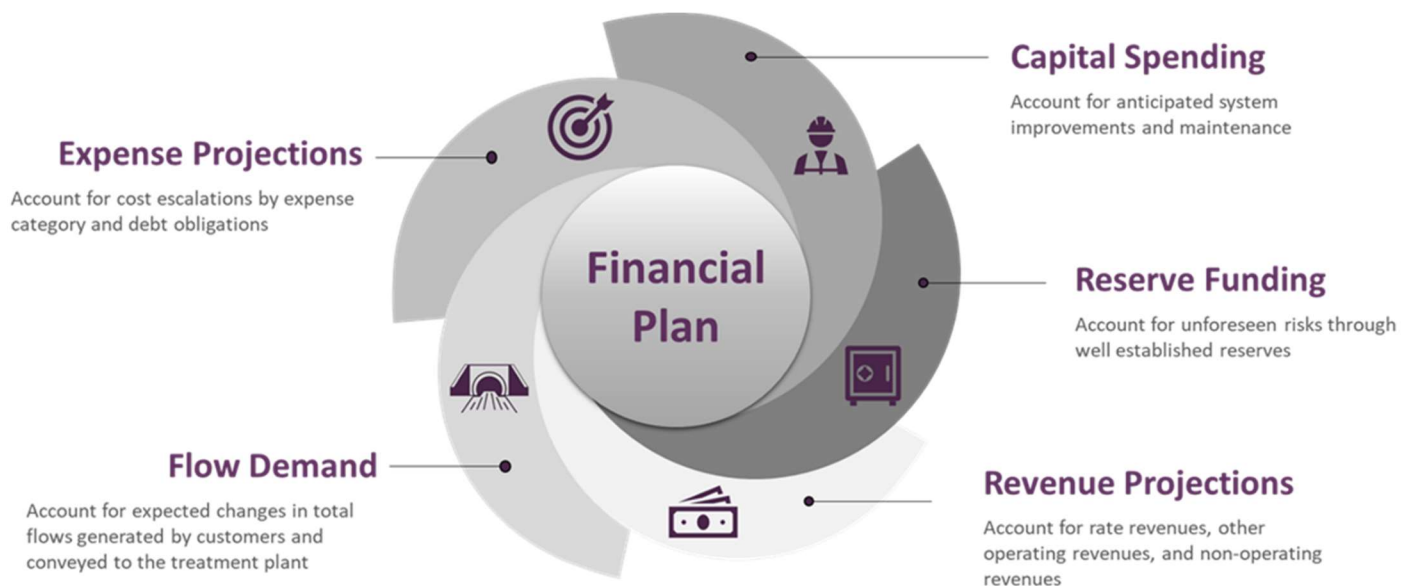 Capital Spending
Account for anticipated system
improvements and maintenance
Expense Projections
Account for cost escalations by expense
category and debt obligations
Financial
Plan
Reserve Funding
Account for unforeseen risks through
well established reserves
Flow Demand
Account for expected changes in total
flows generated by customers and
conveyed to the treatment plant
Revenue Projections
Account for rate revenues, other
operating revenues, and non-operating
revenues